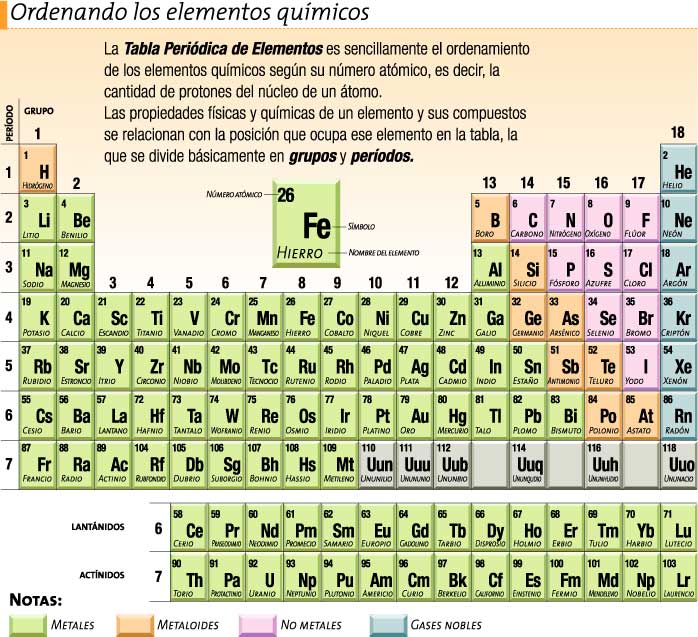 Ordenando los elementos químicos
La Tabla Periódica de Elementos es sencillamente el ordenamiento
de los elementos químicos según su número atómico, es decir, la
cantidad de protones del núcleo de un átomo.
Las propiedades físicas y químicas de un elemento y sus compuestos
se relacionan con la posición que ocupa ese elemento en la tabla, la
que se divide básicamente en grupos y períodos.
PERÍODO GRUPO
1 18
1 1 H HIDRÓGENO 2 He HELIO
2 13 14 15 16 17
NÚMERO ATÓMICO 26 Fe HIERRO SÍMBOLO NOMBRE DEL ELEMENTO
2 3 Li LITIO 4 Be BENILIO 5 B BORO 6 C CARBONO 7 N NITRÓGENO 8 O OXÍGENO 9 F FLÚOR 10 Ne NEÓN
3 11 Na SODIO 12 Mg MAGNESIO 13 Al ALUMINIO 14 Si SILICIO 15 P FÓSFORO 16 S AZUFRE 17 Cl CLORO 18 Ar ARGÓN
3 4 5 6 7 8 9 10 11 12
4 19 K POTASIO 20 Ca CALCIO 21 Sc ESCANDIO 22 Ti TITANIO 23 V VANADIO 24 Cr CROMO 25 Mn MANGANESO 26 Fe HIERRO 27 Co COBALTO 28 Ni NIQUEL 29 Cu COBRE 30 Zn ZINC 31 Ga GALIO 32 Ge GERMANIO 33 As ARSÉNICO 34 Se SELENIO 35 Br BROMO 36 Kr CRIPTÓN
5 37 Rb RUBIDIO 38 Sr ESTRONCIO 39 Y ITRIO 40 Zr CIRCONIO 41 Nb NIOBIO 42 Mo MOLIBDENO 43 Tc TECNOCIO 44 Ru RUTENIO 45 Rh RODIO 46 Pd PALADIO 47 Ag PLATA 48 Cd CADMIO 49 In INDIO 50 Sn ESTAÑO 51 Sb ANTIMONIO 52 Te TELURO 53 I YODO 54 Xe XENÓN
6 55 Cs CESIO 56 Ba BARIO 57 La LANTANO 72 Hf HAFNIO 73 Ta TANTALO 74 W WOFRANIO 75 Re RENIO 76 Os OSMIO 77 Ir IRIDIO 78 Pt PLATINO 79 Au ORO 80 Hg MERCURIO 81 Tl TALO 82 Pb PLOMO 83 Bi BISMUTO 84 Po POLONIO 85 At ASTATO 86 Rn RADÓN
7 87 Fr FRANCIO 88 Ra RADIO 89 Ac ACTINIO 104 Rf RUBIFONDIO 105 Db DUBRIO 106 Sg SUBORGIO 107 Bh BOHNIO 108 Hs HASSIO 109 Mt METILENO 110 Uun UNUNILIO 111 Uuu UNUNUNIO 112 Uub UNUNBIO 114 Uuq UNUNQUDIO 116 Uuh UNUNHUDIO 118 Uuo UNUNACIO
LANTÁNIDOS 6 58 Ce CERIO 59 Pr 60 Nd NEODIMIO 61 Pm PROMECIO 62 Sm SAMARIO 63 Eu EUROPIO 64 Gd GADOLINIO 65 Tb TARBIO 66 Dy DISPROSIO 67 Ho HOLMIO 68 Er ERBIO 69 Tm TULIO 70 Yb HARBIO 71 Lu LUTECIO
ACTÍNIDOS 7 90 Th TORIO 91 Pa PROTACTINIO 92 U URANIO 93 Np NEPTUNIO 94 Pu PLUTONIO 95 Am AMERICIO 96 Cm CURIO 97 Bk BERKELIO 98 Cf CALIFORNIO 99 Es EINSTENIO 100 Fm FERMIO 101 Md MENDELEVIO 102 No NOBELIO 103 Lr LAURENCIO
NOTAS:
METALES METALOIDES NO METALES GASES NOBLES